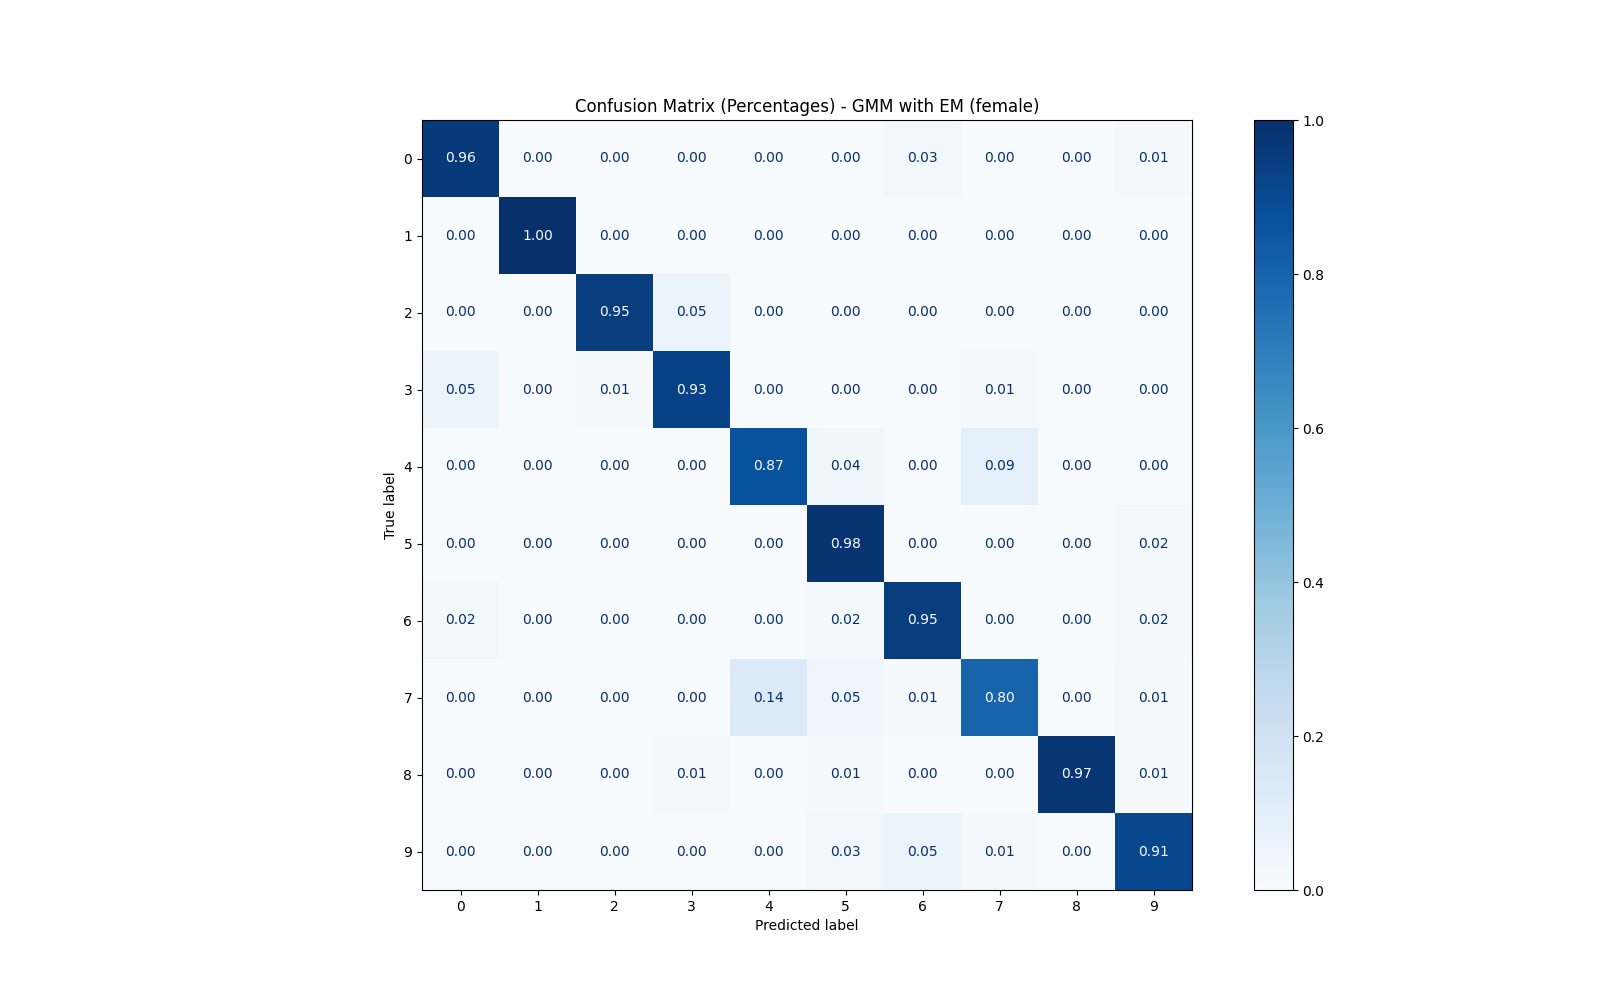 Confusion Matrix (Percentages) - GMM with EM (female)
0 0.96 0.00 0.00 0.00 0.00 0.00 0.03 0.00 0.00 0.01
1 0.00 1.00 0.00 0.00 0.00 0.00 0.00 0.00 0.00 0.00
2 0.00 0.00 0.95 0.05 0.00 0.00 0.00 0.00 0.00 0.00
3 0.05 0.00 0.01 0.93 0.00 0.00 0.00 0.01 0.00 0.00
4 0.00 0.00 0.00 0.00 0.87 0.04 0.00 0.09 0.00 0.00
5 0.00 0.00 0.00 0.00 0.00 0.98 0.00 0.00 0.00 0.02
6 0.02 0.00 0.00 0.00 0.00 0.02 0.95 0.00 0.00 0.02
7 0.00 0.00 0.00 0.00 0.14 0.05 0.01 0.80 0.00 0.01
8 0.00 0.00 0.00 0.01 0.00 0.01 0.00 0.00 0.97 0.01
9 0.00 0.00 0.00 0.00 0.00 0.03 0.05 0.01 0.00 0.91
0 1 2 3 4 5 6 7 8 9
Predicted label
True label
1.0
0.8
0.6
0.4
0.2
0.0